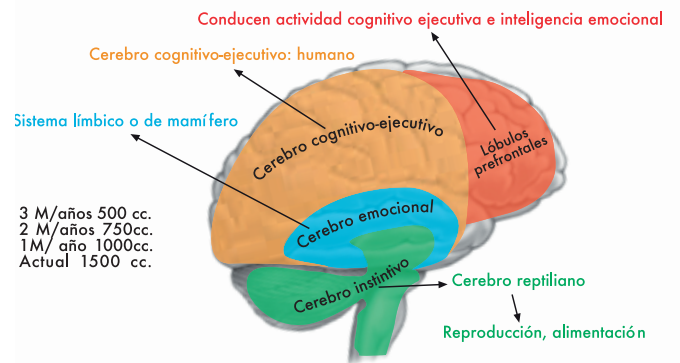 Conducen actividad cognitivo ejecutiva e inteligencia emocional
Cerebro cognitivo-ejecutivo: humano
Sistema límbico o de mamífero
Cerebro cognitivo-ejecutivo
Lóbulos
prefrontales
Cerebro emocional
3 M/años 500 cc.
2 M/años 750cc.
1M/ año 1000cc.
Actual 1500 cc.
Cerebro instintivo
Cerebro reptiliano
Reproducción, alimentación